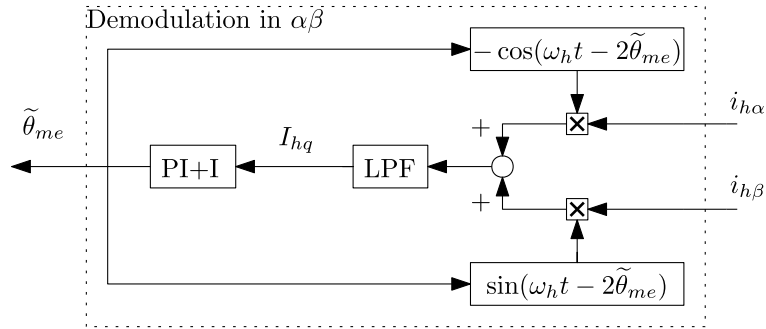 Demodulation in αβ
− cos(ω_h t − 2θ̃_me)
i_hα
+
θ̃_me
I_hq
PI+I
LPF
+
i_hβ
sin(ω_h t − 2θ̃_me)